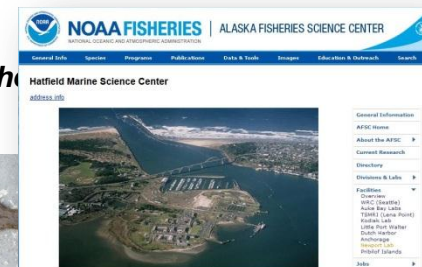 NOAA FISHERIES
NATIONAL OCEANIC AND ATMOSPHERIC ADMINISTRATION
ALASKA FISHERIES SCIENCE CENTER
General Info Species Programs Publications Data & Tools Images Education & Outreach Search
Hatfield Marine Science Center
address info
General Information
AFSC Home
About the AFSC
Current Research
Directory
Divisions & Labs
Facilities
Overview
WRC (Seattle)
Auke Bay Labs
TSMRI (Lena Point)
Kodiak Lab
Little Port Walter
Dutch Harbor
Anchorage
Newport Lab
Pribilof Islands
Jobs